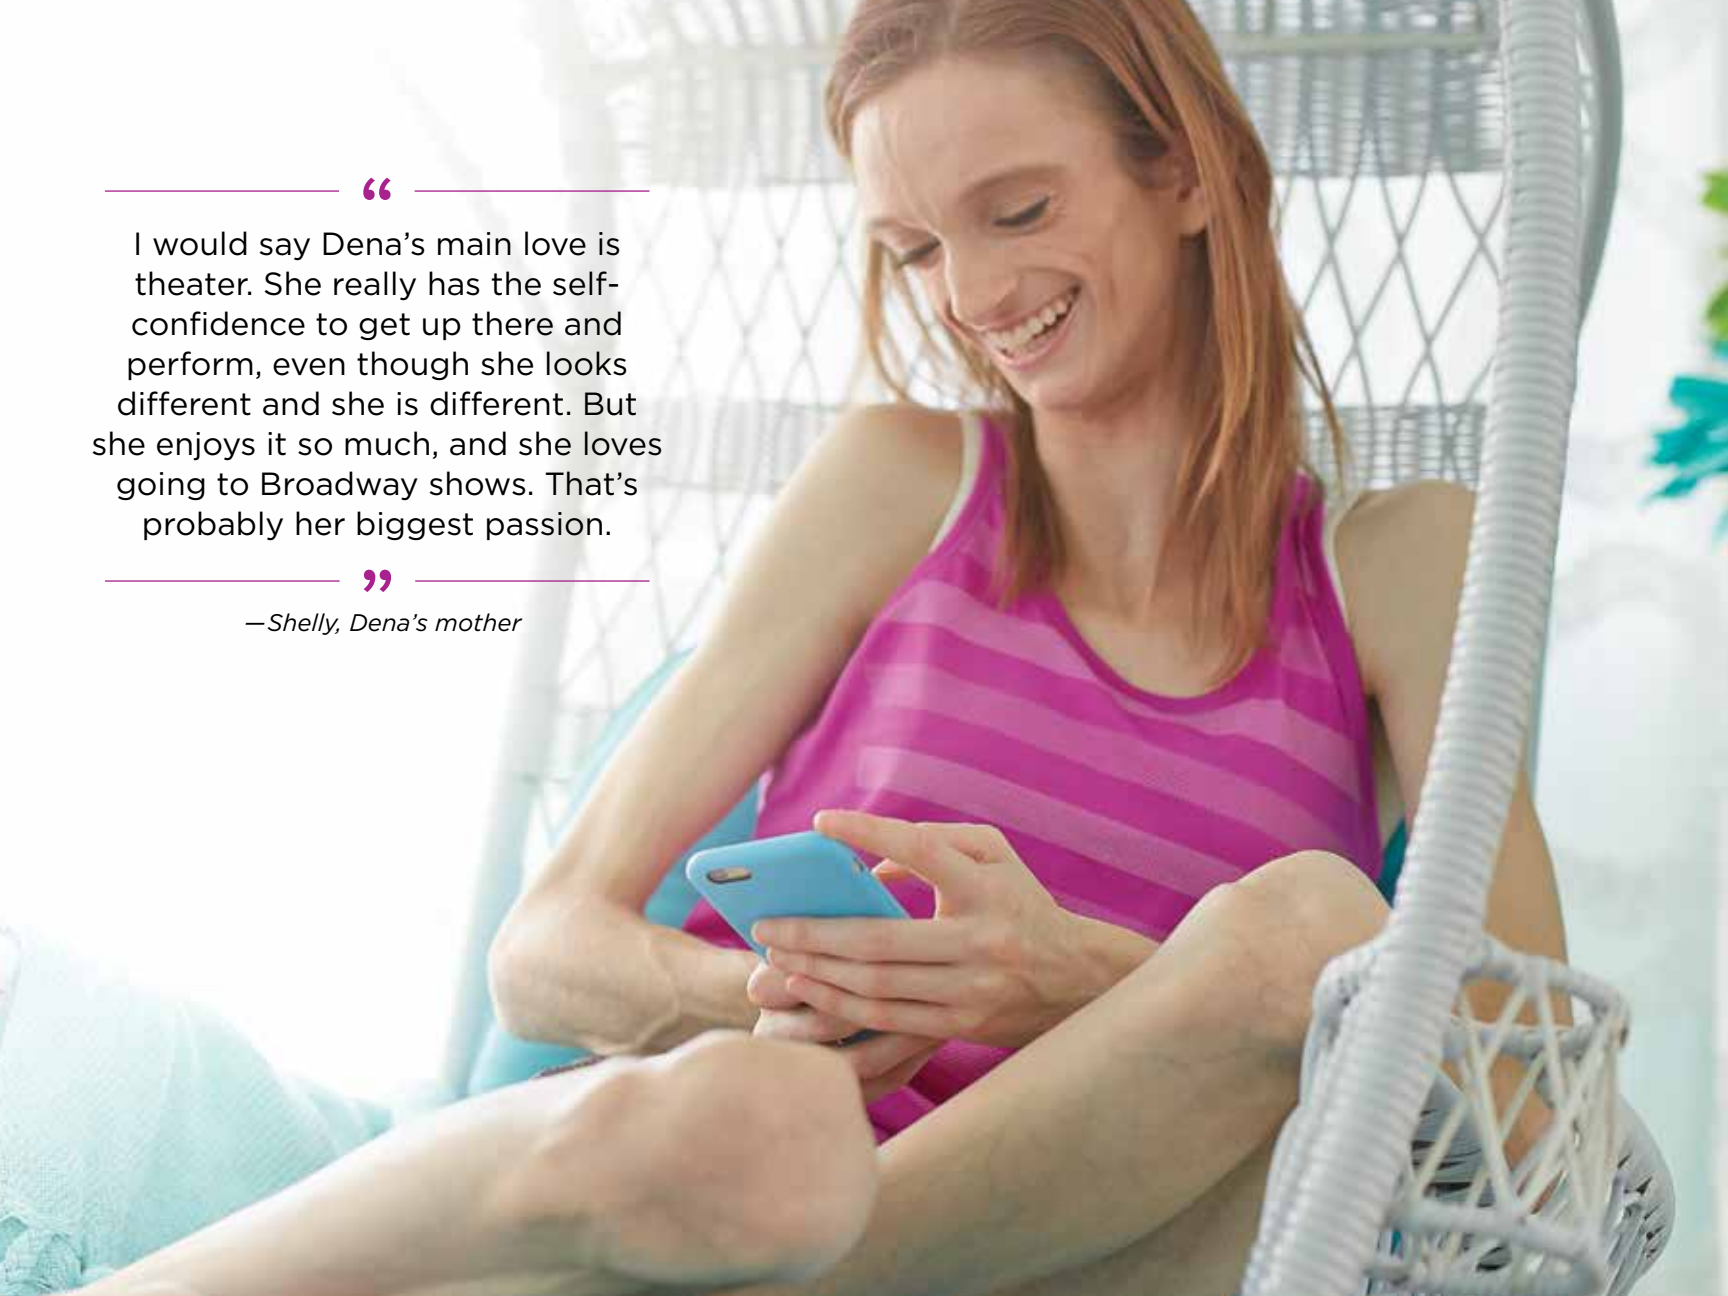 “
I would say Dena’s main love is
theater. She really has the self-
confidence to get up there and
perform, even though she looks
different and she is different. But
she enjoys it so much, and she loves
going to Broadway shows. That’s
probably her biggest passion.
”
—Shelly, Dena’s mother